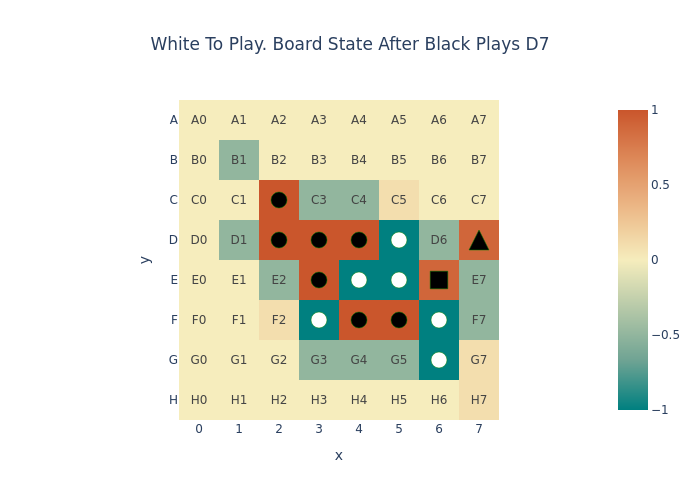 White To Play. Board State After Black Plays D7
A A0 A1 A2 A3 A4 A5 A6 A7
B B0 B1 B2 B3 B4 B5 B6 B7
C C0 C1 C3 C4 C5 C6 C7
D D0 D1 D6
E E0 E1 E2 E7
F F0 F1 F2 F7
G G0 G1 G2 G3 G4 G5 G7
H H0 H1 H2 H3 H4 H5 H6 H7
0 1 2 3 4 5 6 7
x
y
1
0.5
0
−0.5
−1